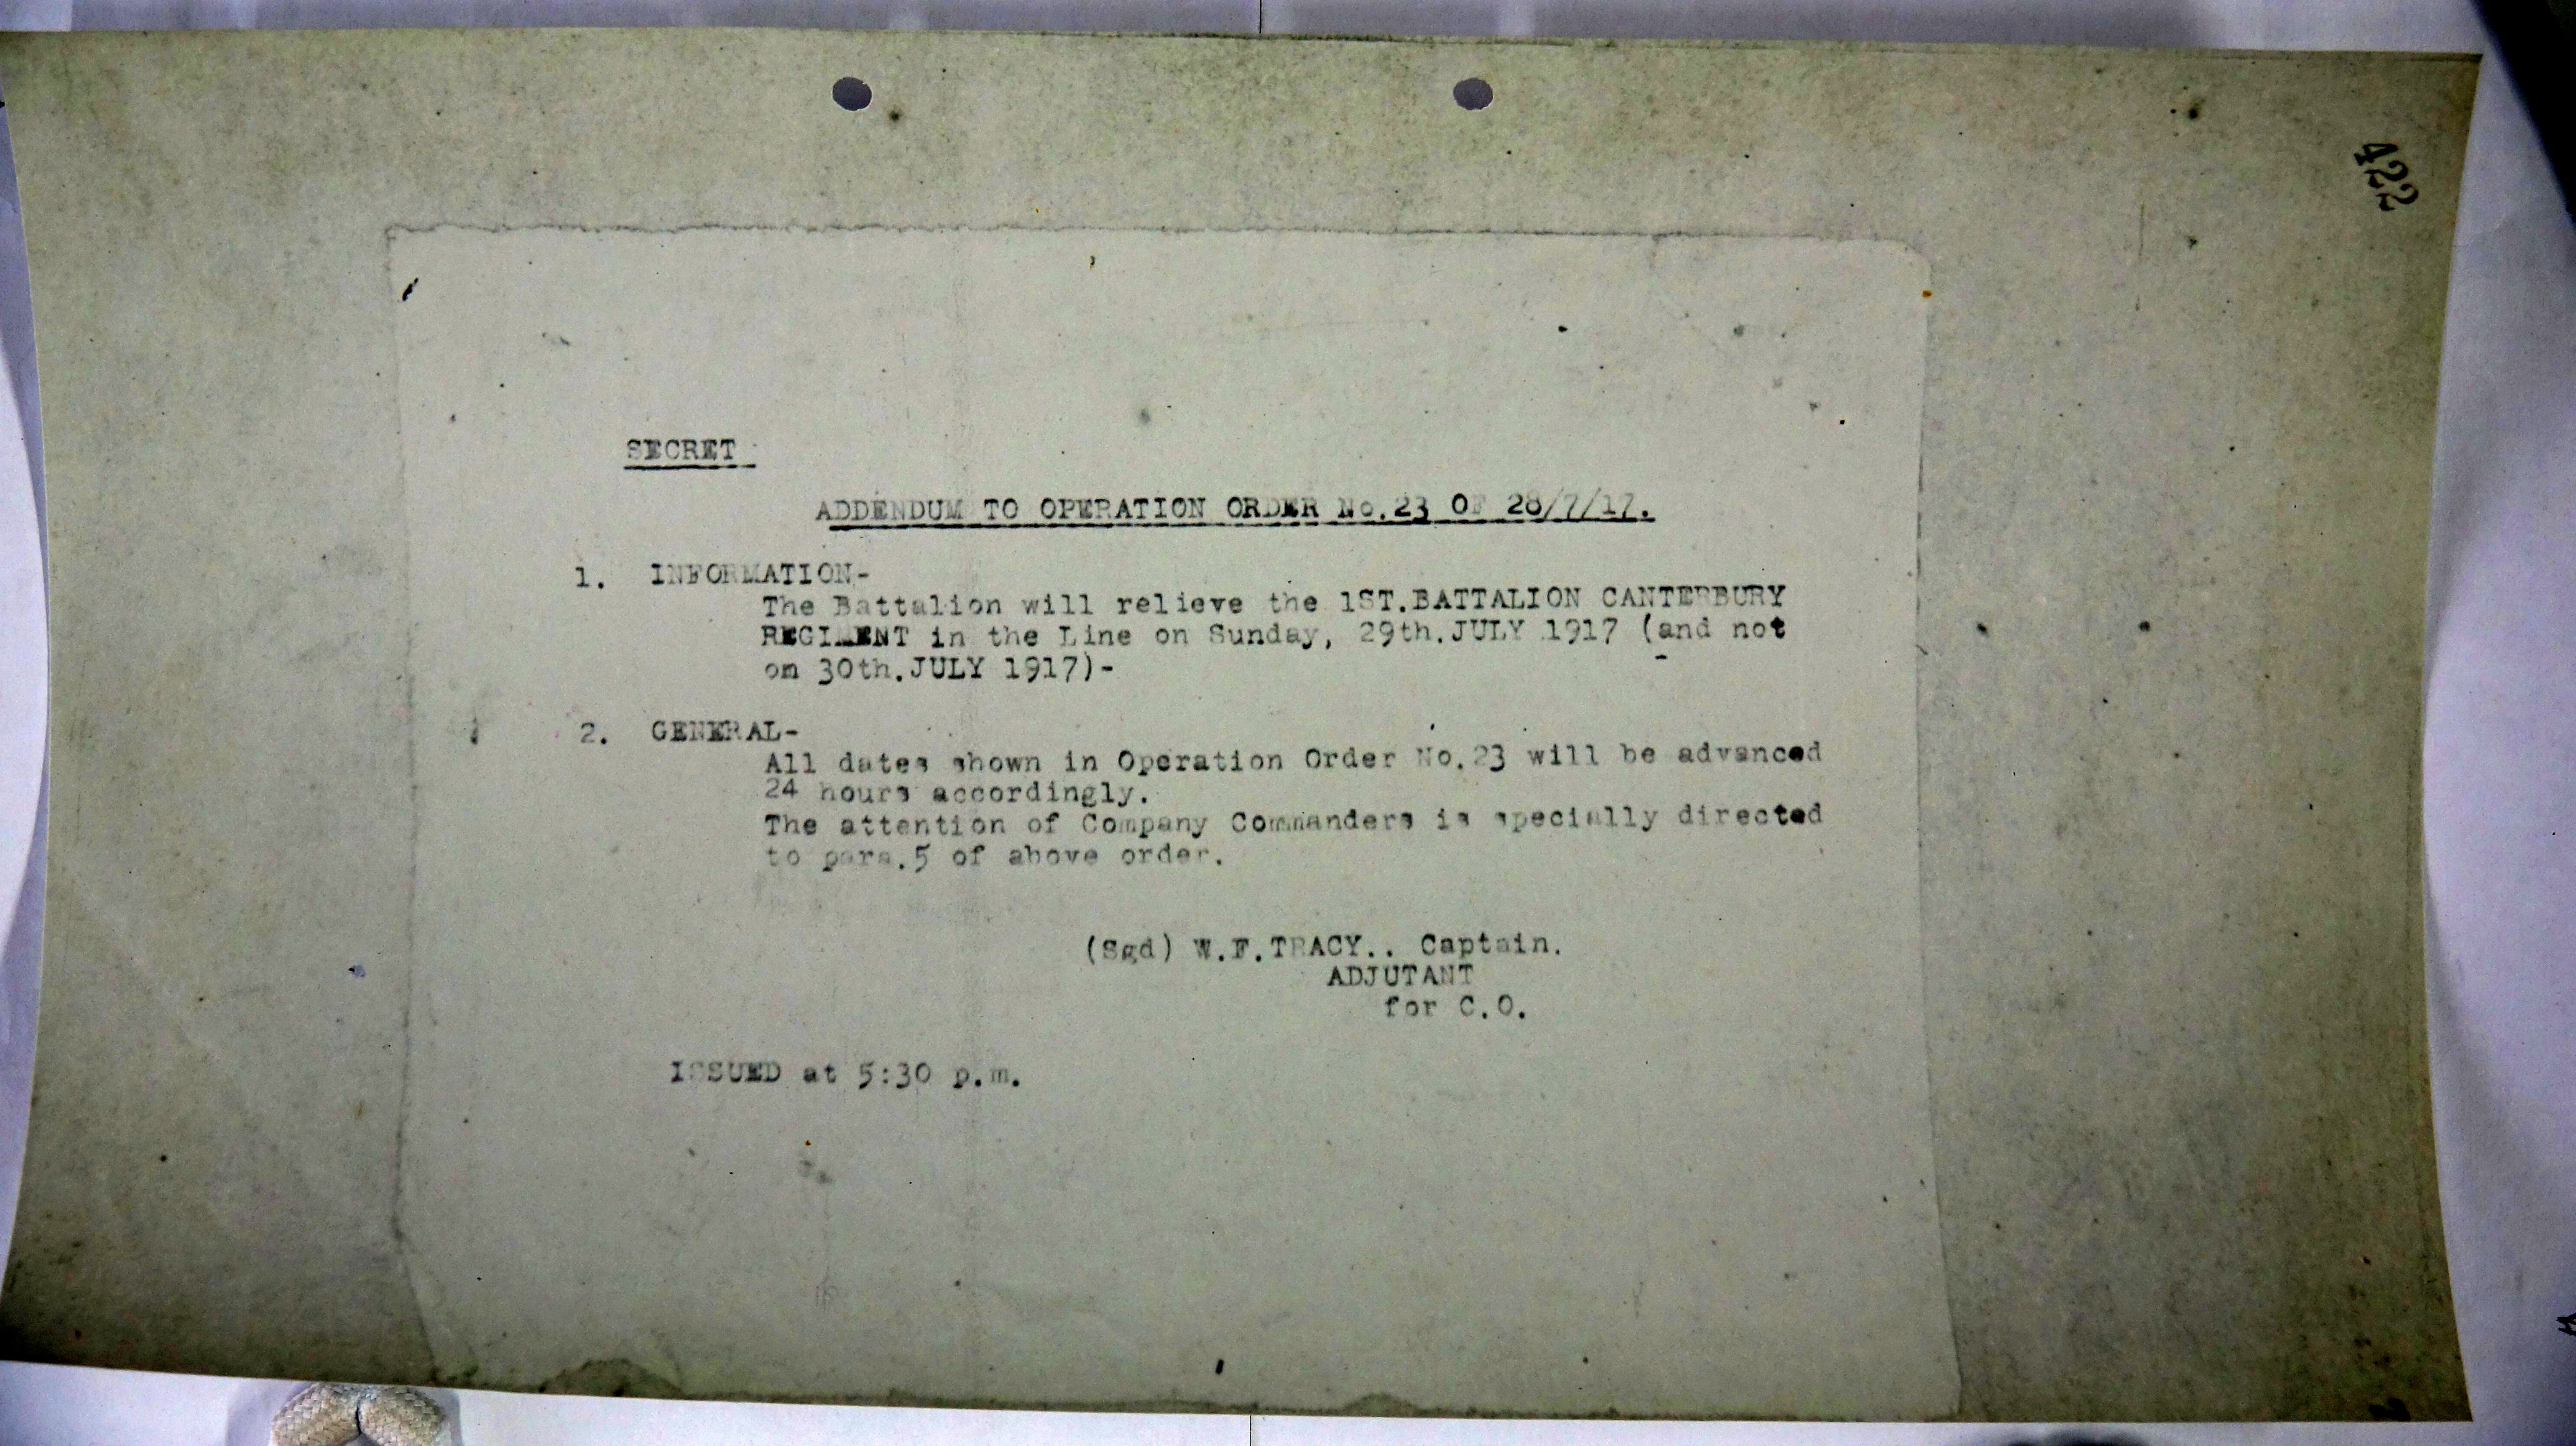 422
SECRET
ADDENDUM TO OPERATION ORDER No.23 OF 28/7/17.
1. INFORMATION-
The Battalion will relieve the 1ST.BATTALION CANTERBURY
REGIMENT in the Line on Sunday, 29th.JULY 1917 (and not
on 30th.JULY 1917)-
2. GENERAL-
All dates shown in Operation Order No.23 will be advanced
24 hours accordingly.
The attention of Company Commanders is specially directed
to para.5 of above order.
(Sgd) W.F.TRACY.. Captain.
ADJUTANT
for C.O.
ISSUED at 5:30 p.m.